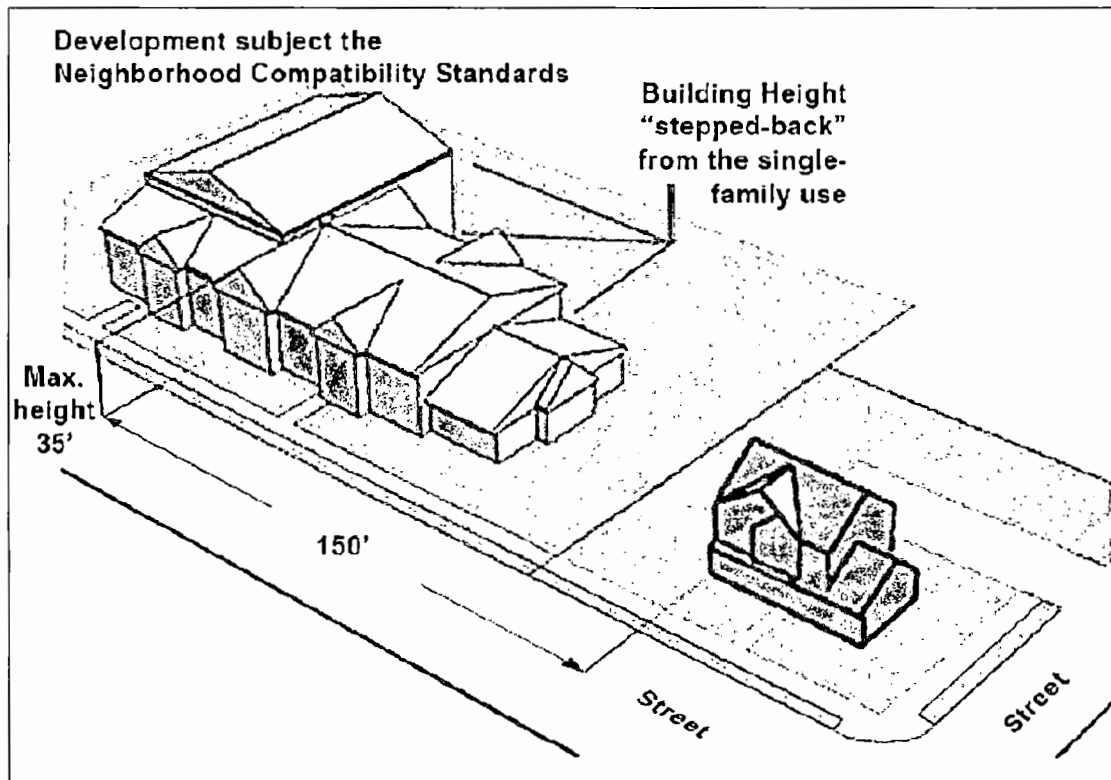 Development subject the
Neighborhood Compatibility Standards
Building Height
"stepped-back"
from the single-
family use
Max.
height
35'
150'
Street
Street